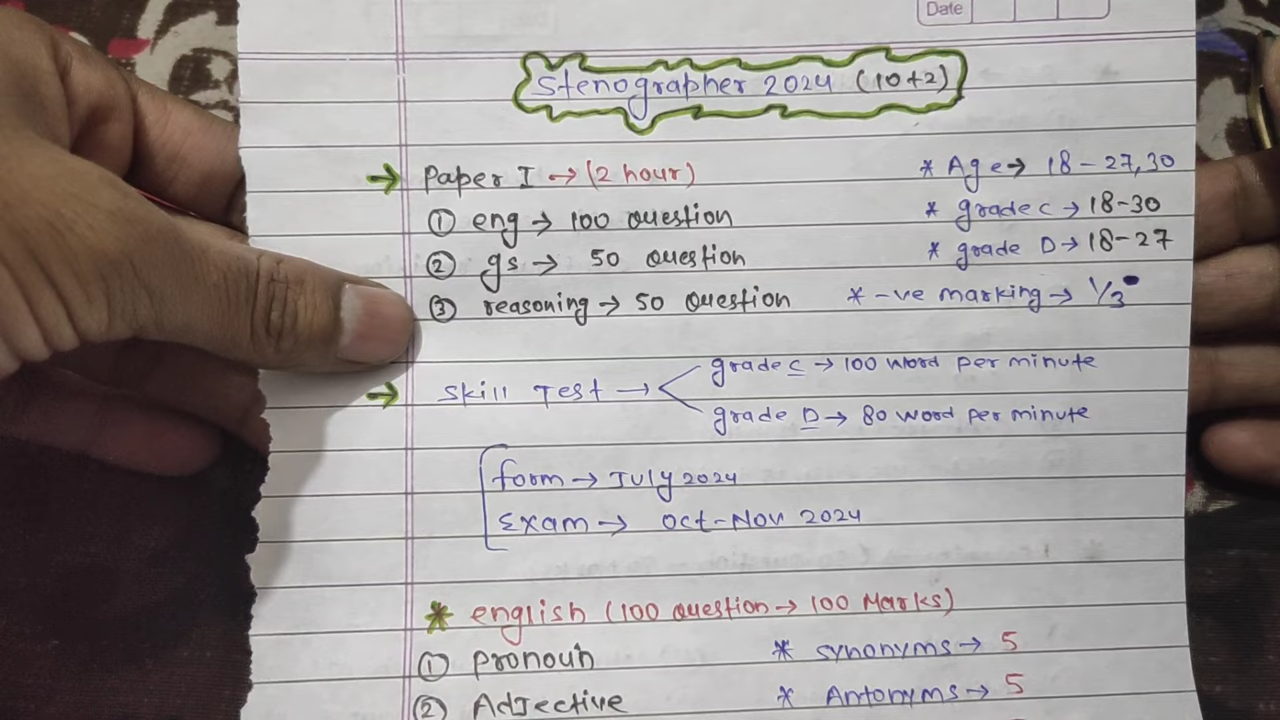 Date
Stenographer 2024 (10+2)
→ Paper I → (2 hour)
* Age → 18-27,30
① eng → 100 question
* grade c → 18-30
② gs → 50 question
* grade D → 18-27
③ reasoning → 50 question
* -ve marking → 1/3
→ Skill Test →
grade c → 100 word per minute
grade D → 80 word per minute
form → July 2024
Exam → Oct-Nov 2024
* english (100 question → 100 Marks)
① pronoun
* synonyms → 5
② Adjective
* Antonyms → 5